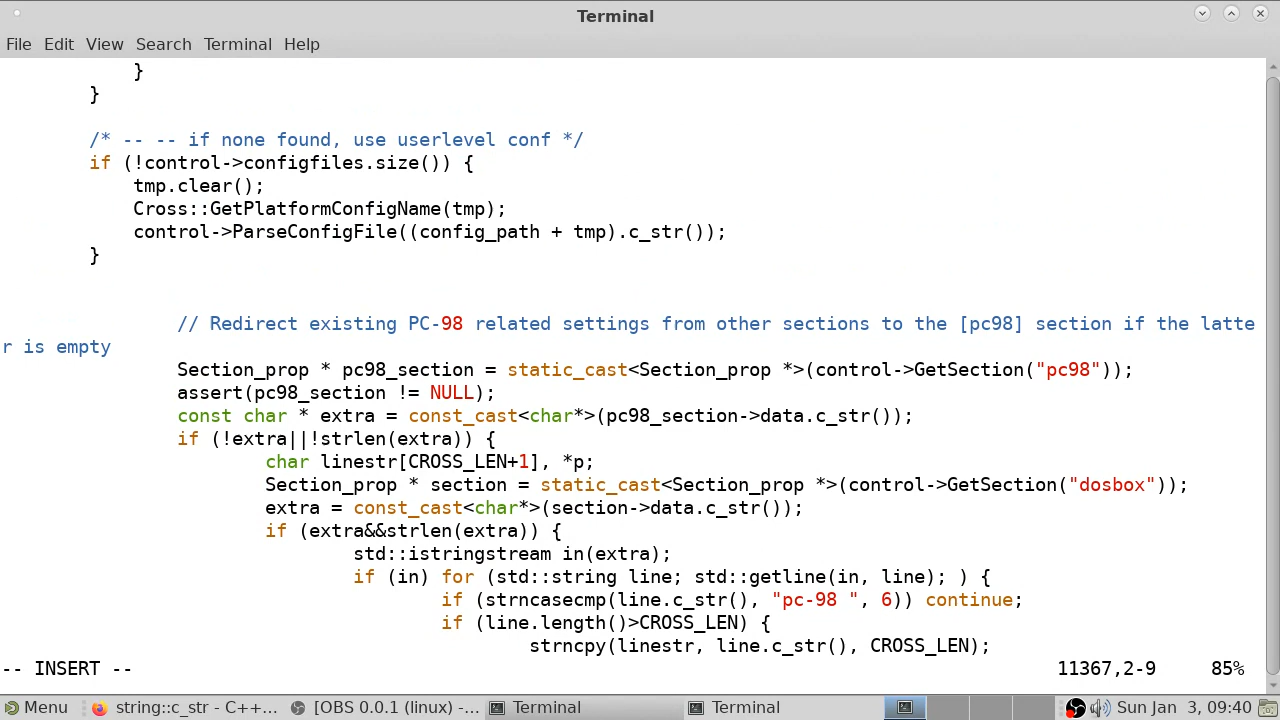 Terminal
File Edit View Search Terminal Help
}
}
/* -- -- if none found, use userlevel conf */
if (!control->configfiles.size()) {
tmp.clear();
Cross::GetPlatformConfigName(tmp);
control->ParseConfigFile((config_path + tmp).c_str());
}
// Redirect existing PC-98 related settings from other sections to the [pc98] section if the latte
r is empty
Section_prop * pc98_section = static_cast<Section_prop *>(control->GetSection("pc98"));
assert(pc98_section != NULL);
const char * extra = const_cast<char*>(pc98_section->data.c_str());
if (!extra||!strlen(extra)) {
char linestr[CROSS_LEN+1], *p;
Section_prop * section = static_cast<Section_prop *>(control->GetSection("dosbox"));
extra = const_cast<char*>(section->data.c_str());
if (extra&&strlen(extra)) {
std::istringstream in(extra);
if (in) for (std::string line; std::getline(in, line); ) {
if (strncasecmp(line.c_str(), "pc-98 ", 6)) continue;
if (line.length()>CROSS_LEN) {
strncpy(linestr, line.c_str(), CROSS_LEN);
-- INSERT -- 11367,2-9 85%
Menu string::c_str - C++... [OBS 0.0.1 (linux) -... Terminal Terminal Sun Jan 3, 09:40